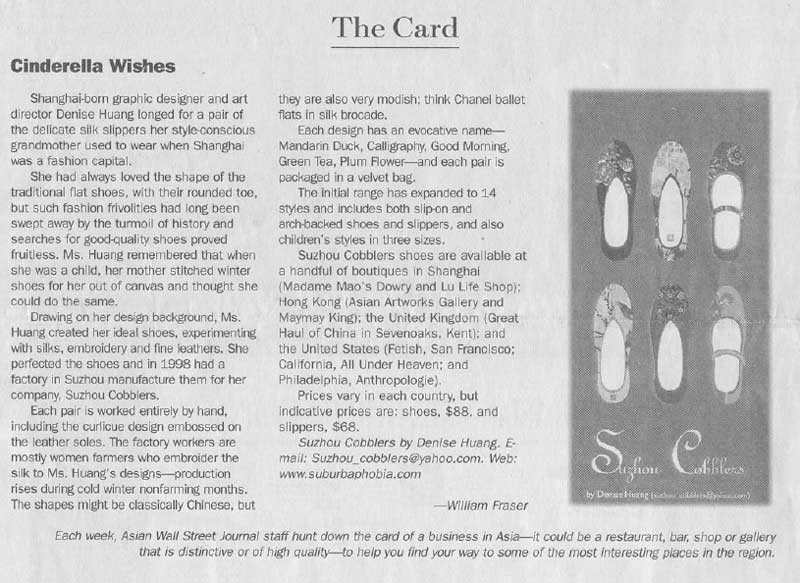 The Card
Cinderella Wishes
Shanghai-born graphic designer and art
director Denise Huang longed for a pair of
the delicate silk slippers her style-conscious
grandmother used to wear when Shanghai
was a fashion capital.
She had always loved the shape of the
traditional flat shoes, with their rounded toe,
but such fashion frivolities had long been
swept away by the turmoil of history and
searches for good-quality shoes proved
fruitless. Ms. Huang remembered that when
she was a child, her mother stitched winter
shoes for her out of canvas and thought she
could do the same.
Drawing on her design background, Ms.
Huang created her ideal shoes, experimenting
with silks, embroidery and fine leathers. She
perfected the shoes and in 1998 had a
factory in Suzhou manufacture them for her
company, Suzhou Cobblers.
Each pair is worked entirely by hand,
including the curlicue design embossed on
the leather soles. The factory workers are
mostly women farmers who embroider the
silk to Ms. Huang's designs—production
rises during cold winter nonfarming months.
The shapes might be classically Chinese, but
they are also very modish; think Chanel ballet
flats in silk brocade.
Each design has an evocative name—
Mandarin Duck, Calligraphy, Good Morning,
Green Tea, Plum Flower—and each pair is
packaged in a velvet bag.
The initial range has expanded to 14
styles and includes both slip-on and
arch-backed shoes and slippers, and also
children's styles in three sizes.
Suzhou Cobblers shoes are available at
a handful of boutiques in Shanghai
(Madame Mao's Dowry and Lu Life Shop);
Hong Kong (Asian Artworks Gallery and
Maymay King); the United Kingdom (Great
Haul of China in Sevenoaks, Kent); and
the United States (Fetish, San Francisco;
California, All Under Heaven; and
Philadelphia, Anthropologie).
Prices vary in each country, but
indicative prices are: shoes, $88, and
slippers, $68.
Suzhou Cobblers by Denise Huang. E-
mail: Suzhou_cobblers@yahoo.com. Web:
www.suburbaphobia.com
—William Fraser
Suzhou Cobblers
by Denise Huang (suzhou_cobblers@yahoo.com)
Each week, Asian Wall Street Journal staff hunt down the card of a business in Asia—it could be a restaurant, bar, shop or gallery
that is distinctive or of high quality—to help you find your way to some of the most interesting places in the region.